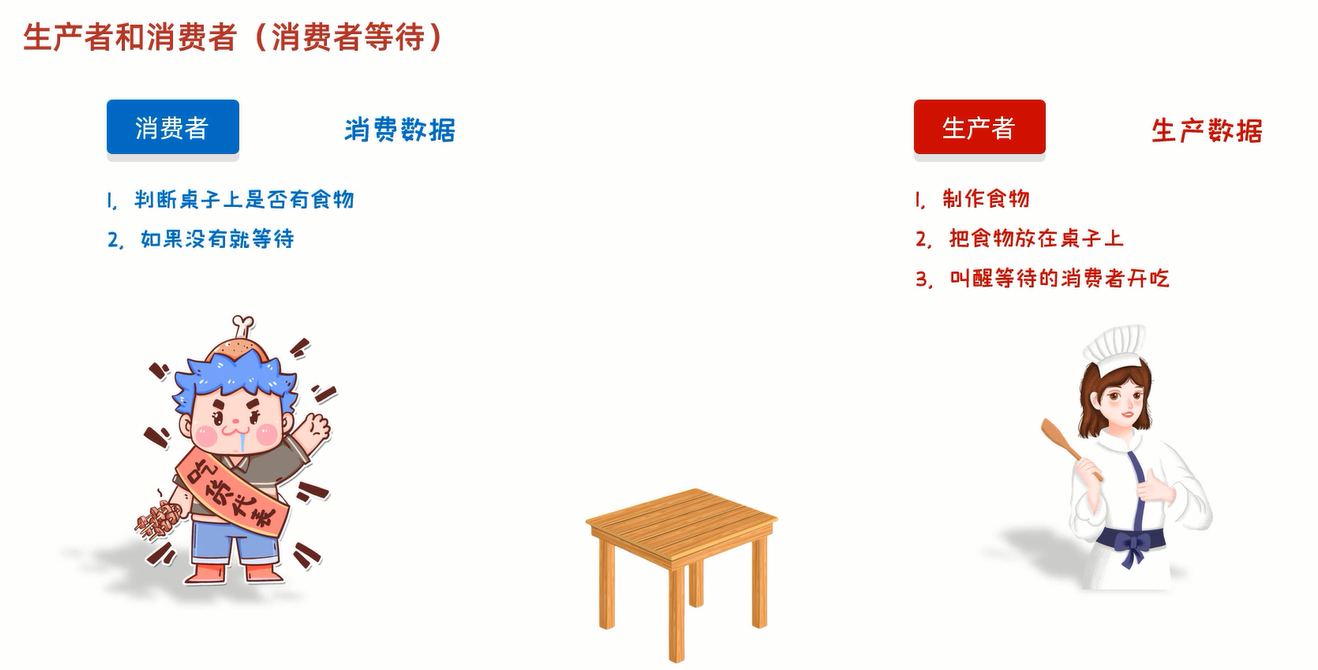 生产者和消费者（消费者等待）
消费者
消费数据
1，判断桌子上是否有食物
2，如果没有就等待
吃货代表
生产者
生产数据
1，制作食物
2，把食物放在桌子上
3，叫醒等待的消费者开吃